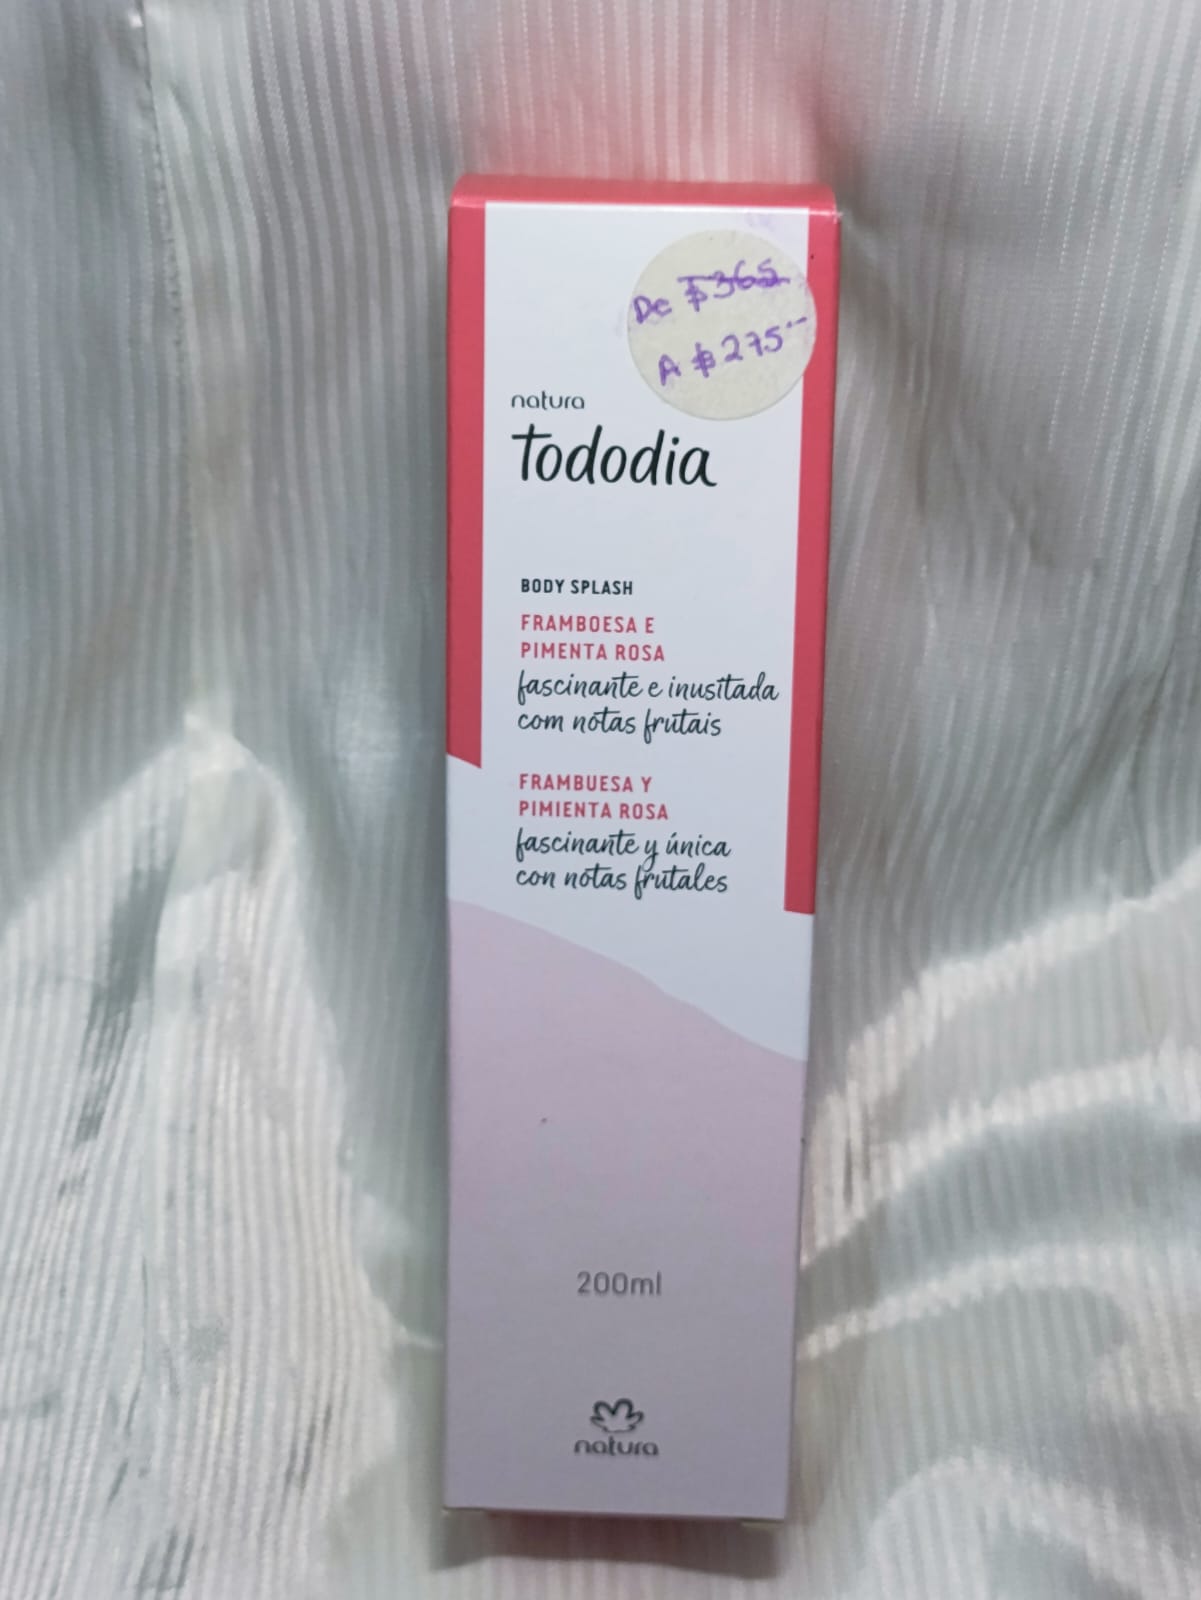 De $365
A $275
natura
tododia
BODY SPLASH
FRAMBOESA E
PIMENTA ROSA
fascinante e inusitada
com notas frutais
FRAMBUESA Y
PIMIENTA ROSA
fascinante y única
con notas frutales
200ml
natura